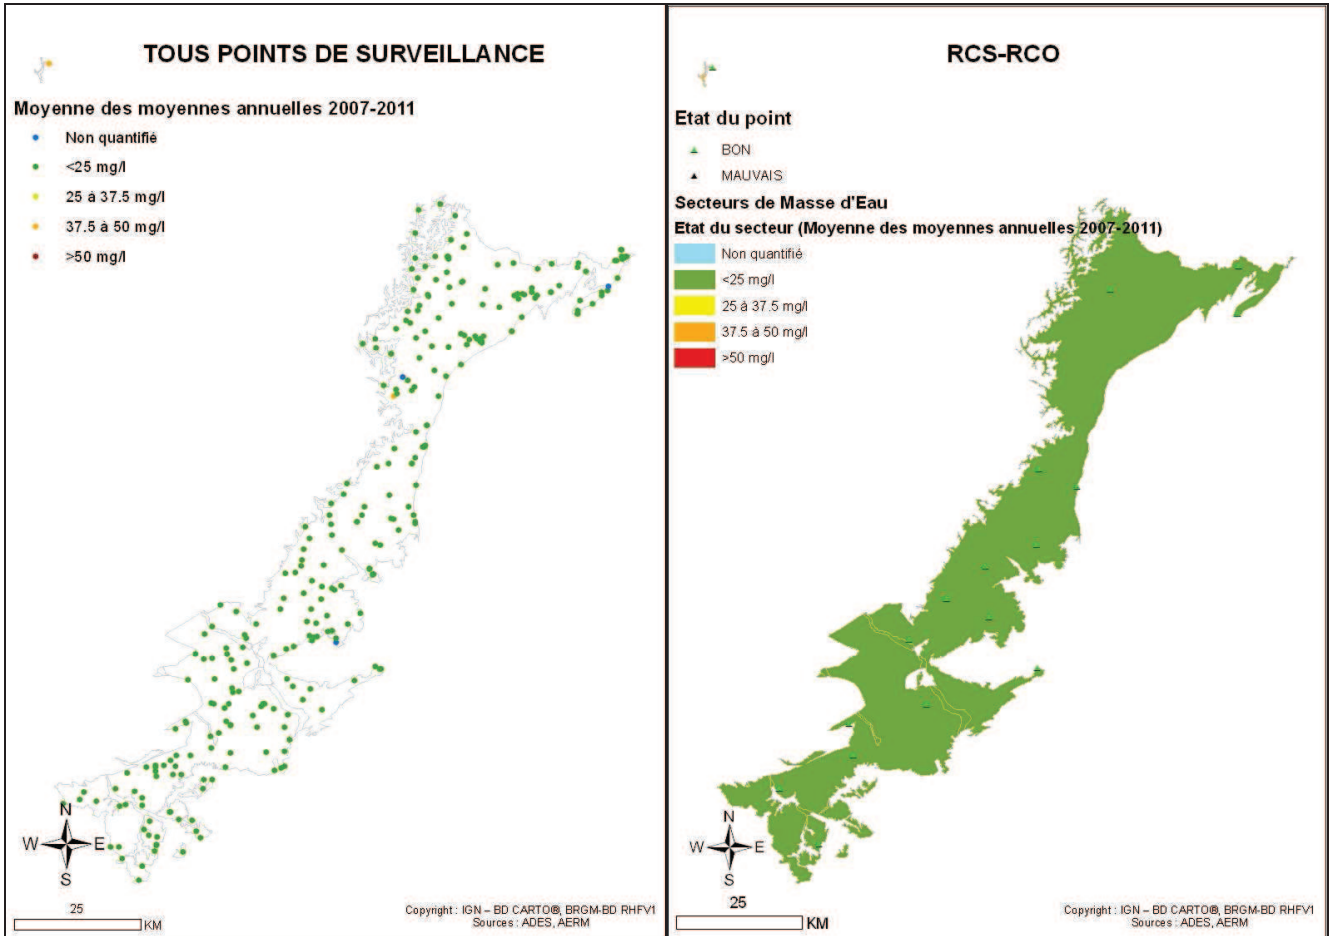 TOUS POINTS DE SURVEILLANCE
Moyenne des moyennes annuelles 2007-2011
Non quantifié
<25 mg/l
25 à 37.5 mg/l
37.5 à 50 mg/l
>50 mg/l
N
W E
S
25
KM
Copyright : IGN – BD CARTO®, BRGM-BD RHFV1
Sources : ADES, AERM
RCS-RCO
Etat du point
BON
MAUVAIS
Secteurs de Masse d'Eau
Etat du secteur (Moyenne des moyennes annuelles 2007-2011)
Non quantifié
<25 mg/l
25 à 37.5 mg/l
37.5 à 50 mg/l
>50 mg/l
N
W E
S
25
KM
Copyright : IGN – BD CARTO®, BRGM-BD RHFV1
Sources : ADES, AERM